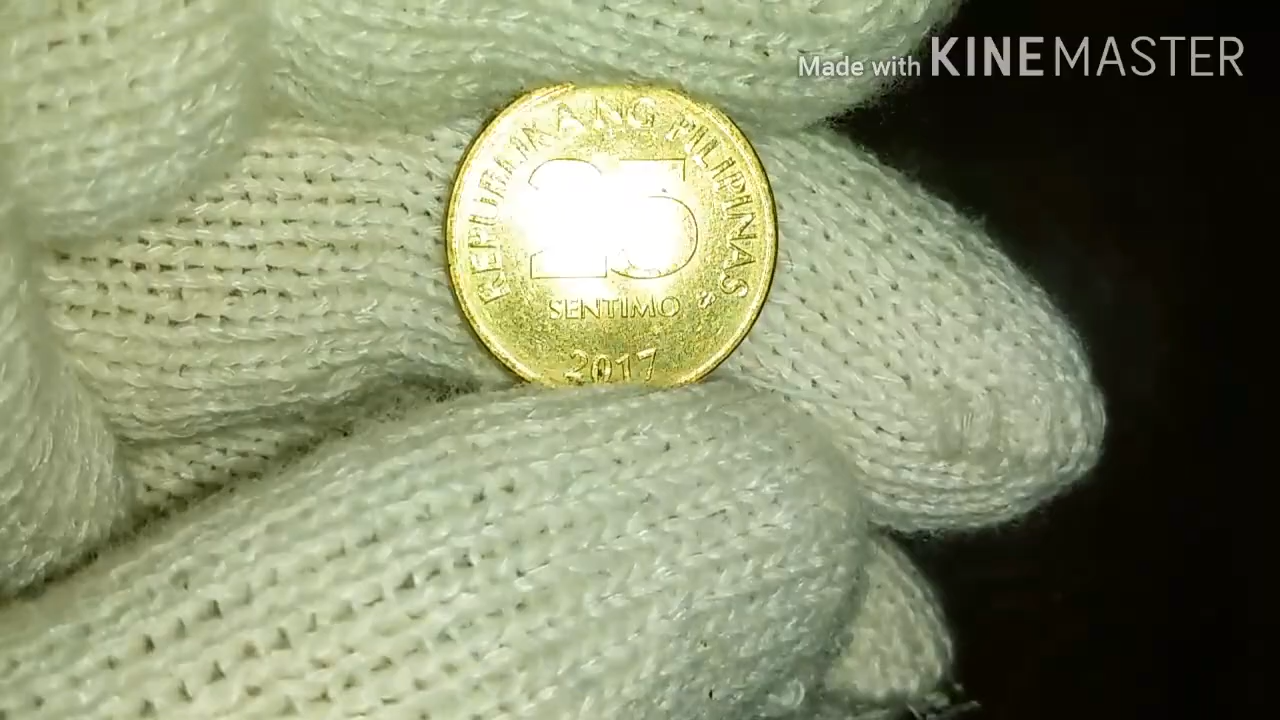 Made with KINEMASTER
REPUBLIKA NG PILIPINAS
25
SENTIMO
2017